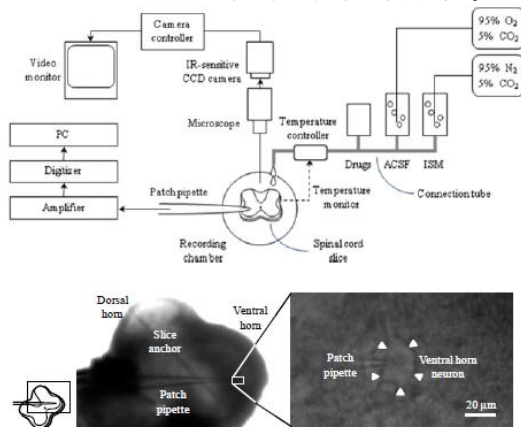 Camera
controller
95% O₂
5% CO₂
Video
monitor
IR-sensitive
CCD camera
95% N₂
5% CO₂
Microscope
Temperature
controller
PC
Drugs
ACSF
ISM
Digitizer
Patch pipette
Temperature
monitor
Connection tube
Amplifier
Recording
chamber
Spinal cord
slice
Dorsal
horn
Ventral
horn
Slice
anchor
Patch
pipette
Patch
pipette
Ventral horn
neuron
20 μm